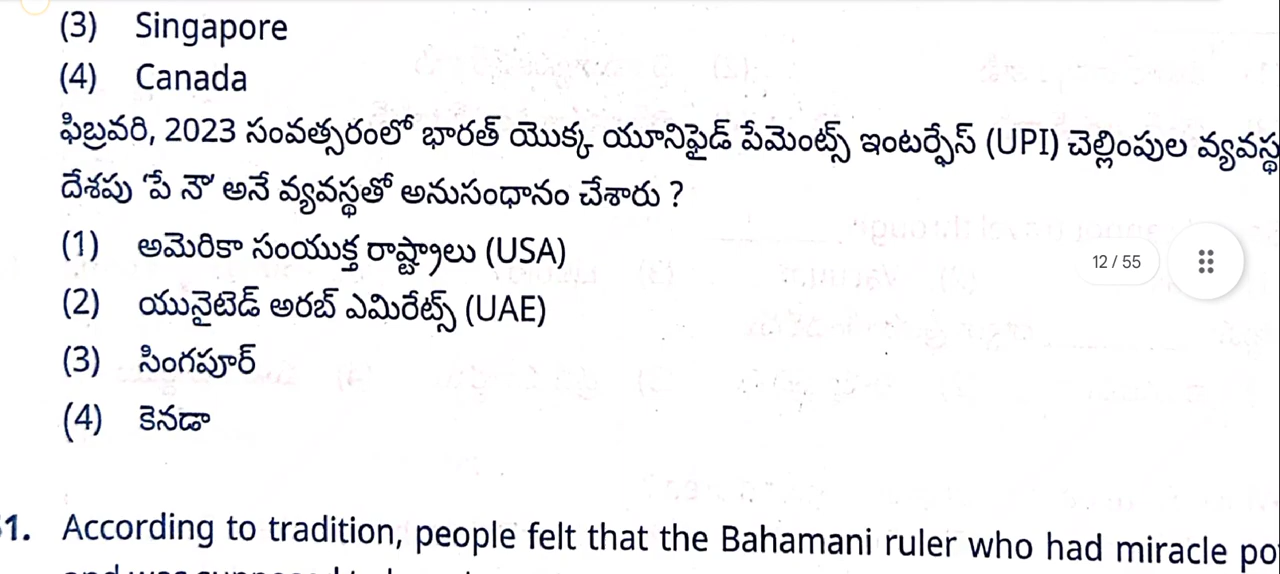 (3) Singapore
(4) Canada
ఫిబ్రవరి, 2023 సంవత్సరంలో భారత్ యొక్క యూనిఫైడ్ పేమెంట్స్ ఇంటర్ఫేస్ (UPI) చెల్లింపుల వ్యవస్థ
దేశపు 'పే నౌ' అనే వ్యవస్థతో అనుసంధానం చేశారు ?
(1) అమెరికా సంయుక్త రాష్ట్రాలు (USA)
12 / 55
(2) యునైటెడ్ అరబ్ ఎమిరేట్స్ (UAE)
(3) సింగపూర్
(4) కెనడా
1. According to tradition, people felt that the Bahamani ruler who had miracle